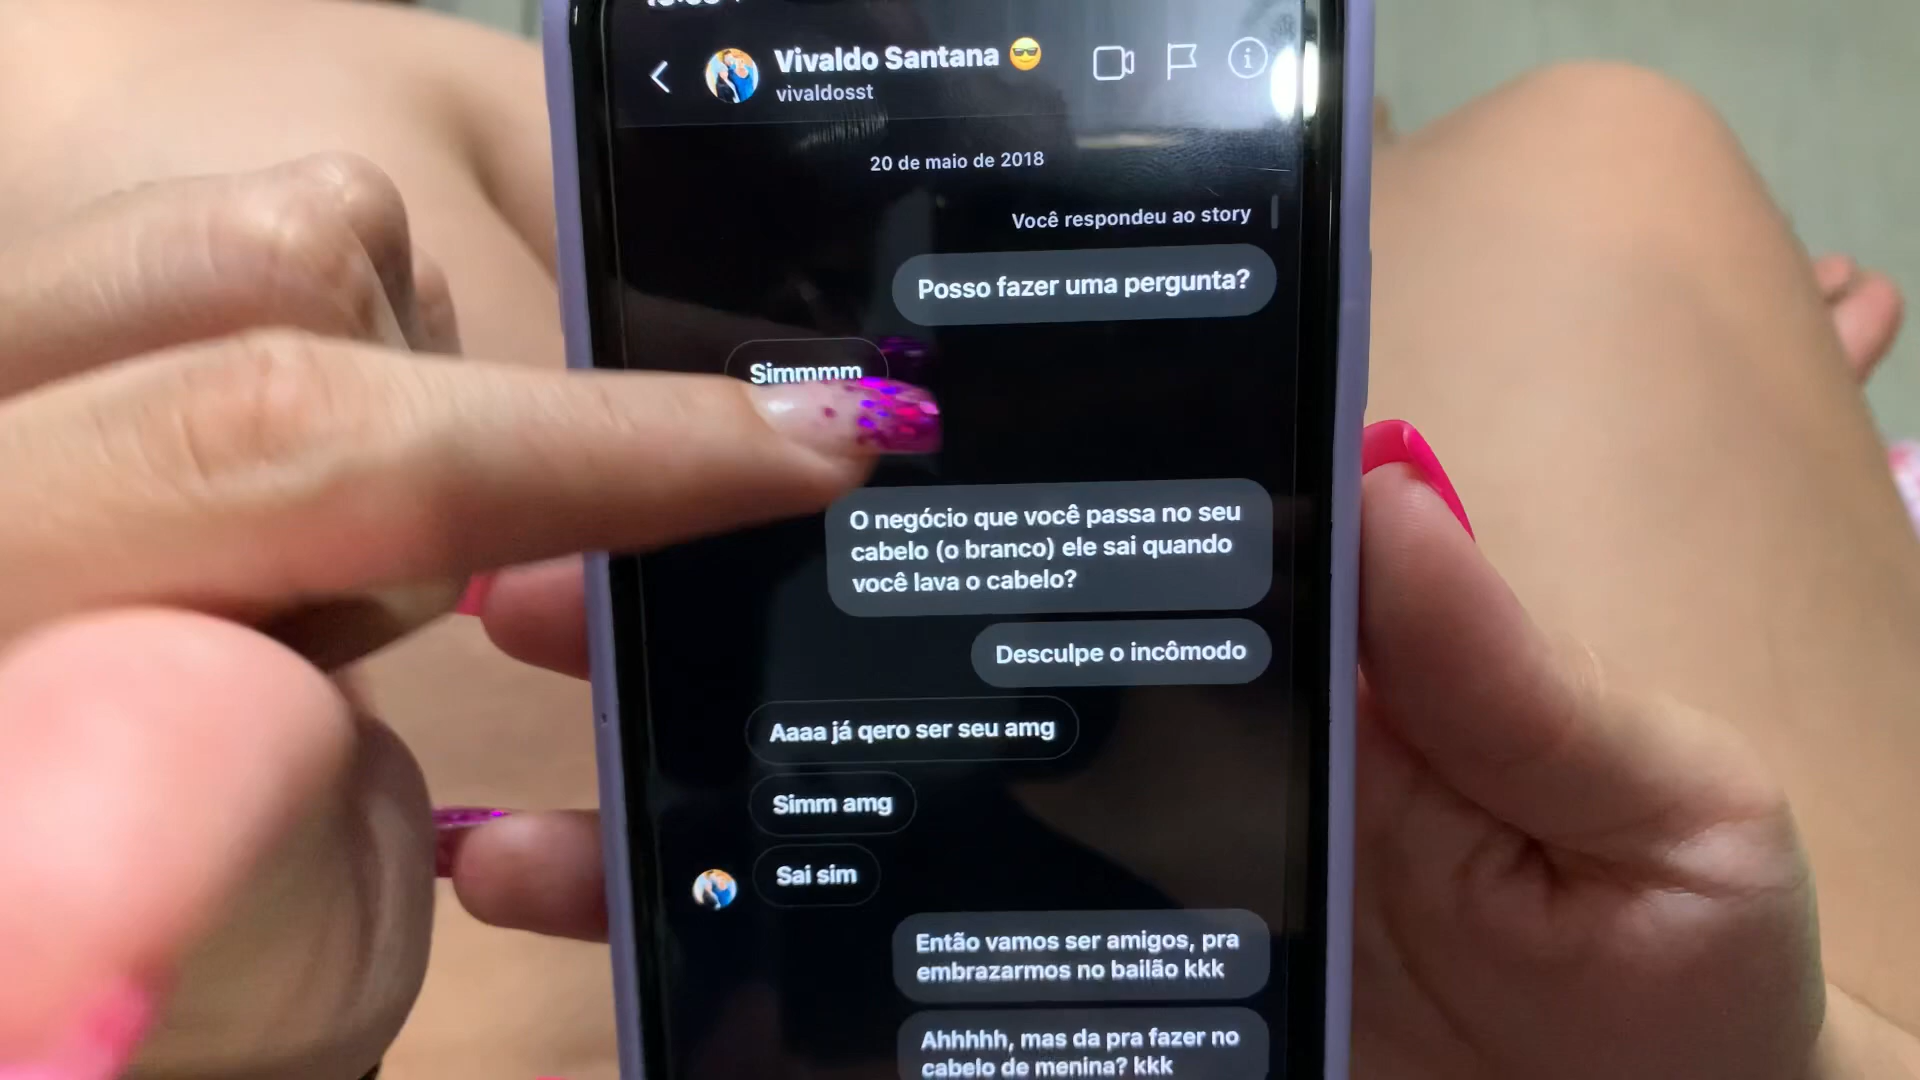 Vivaldo Santana 😎
vivaldosst
20 de maio de 2018
Você respondeu ao story
Posso fazer uma pergunta?
Simmmm
O negócio que você passa no seu
cabelo (o branco) ele sai quando
você lava o cabelo?
Desculpe o incômodo
Aaaa já qero ser seu amg
Simm amg
Sai sim
Então vamos ser amigos, pra
embrazarmos no bailão kkk
Ahhhhh, mas da pra fazer no
cabelo de menina? kkk